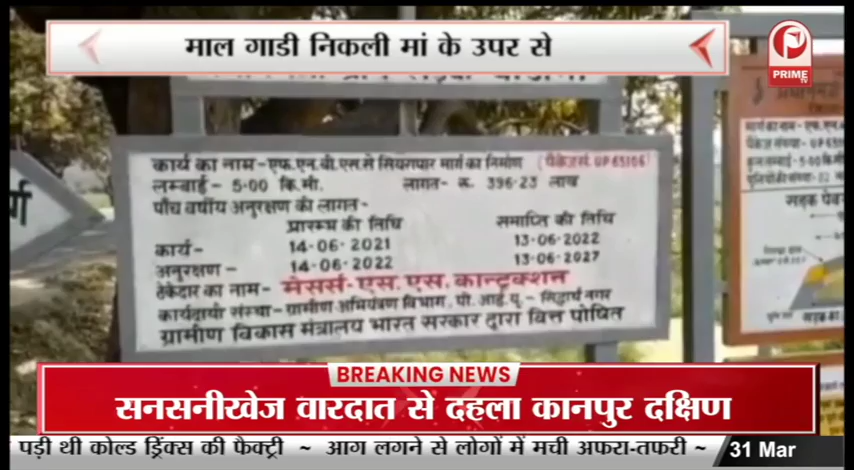 माल गाडी निकली मां के उपर से
PRIME TV
कार्य का नाम-एफ.एन.बी.एस.से सियरापार मार्ग का निर्माण (पैकेज सं. UP 65106)
लम्बाई- 5·00 कि.मी. लागत- रू. 396·23 लाख
पाँच वर्षीय अनुरक्षण की लागत-
प्रारम्भ की तिथि समाप्ति की तिथि
कार्य- 14-06-2021 13-06-2022
अनुरक्षण- 14-06-2022 13-06-2027
ठेकेदार का नाम- मेसर्स-एस.एस.कान्ट्रक्शन
कार्यदायी संस्था-ग्रामीण अभियंत्रण विभाग, पी.आई.यू.- सिद्धार्थ नगर
ग्रामीण विकास मंत्रालय भारत सरकार द्वारा वित्त पोषित
BREAKING NEWS
सनसनीखेज वारदात से दहला कानपुर दक्षिण
पड़ी थी कोल्ड ड्रिंक्स की फैक्ट्री ~ आग लगने से लोगों में मची अफरा-तफरी ~ 31 Mar